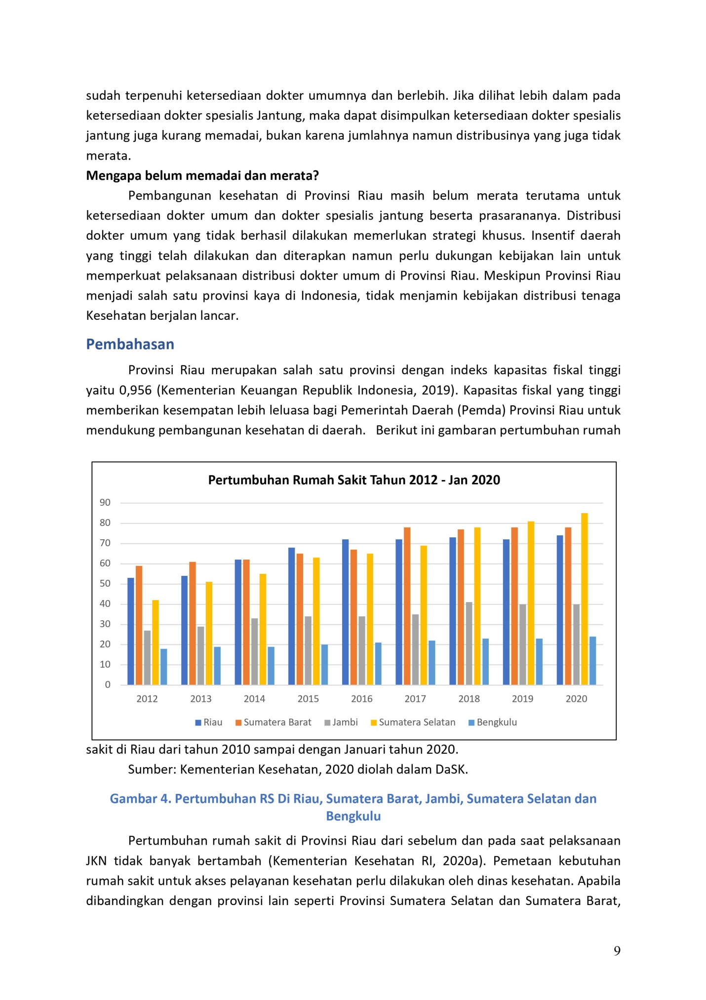 sudah terpenuhi ketersediaan dokter umumnya dan berlebih. Jika dilihat lebih dalam pada
ketersediaan dokter spesialis Jantung, maka dapat disimpulkan ketersediaan dokter spesialis
jantung juga kurang memadai, bukan karena jumlahnya namun distribusinya yang juga tidak
merata.
Mengapa belum memadai dan merata?
Pembangunan kesehatan di Provinsi Riau masih belum merata terutama untuk
ketersediaan dokter umum dan dokter spesialis jantung beserta prasarananya. Distribusi
dokter umum yang tidak berhasil dilakukan memerlukan strategi khusus. Insentif daerah
yang tinggi telah dilakukan dan diterapkan namun perlu dukungan kebijakan lain untuk
memperkuat pelaksanaan distribusi dokter umum di Provinsi Riau. Meskipun Provinsi Riau
menjadi salah satu provinsi kaya di Indonesia, tidak menjamin kebijakan distribusi tenaga
Kesehatan berjalan lancar.
Pembahasan
Provinsi Riau merupakan salah satu provinsi dengan indeks kapasitas fiskal tinggi
yaitu 0,956 (Kementerian Keuangan Republik Indonesia, 2019). Kapasitas fiskal yang tinggi
memberikan kesempatan lebih leluasa bagi Pemerintah Daerah (Pemda) Provinsi Riau untuk
mendukung pembangunan kesehatan di daerah. Berikut ini gambaran pertumbuhan rumah
Pertumbuhan Rumah Sakit Tahun 2012 - Jan 2020
90
80
70
60
50
40
30
20
10
0
2012 2013 2014 2015 2016 2017 2018 2019 2020
Riau Sumatera Barat Jambi Sumatera Selatan Bengkulu
sakit di Riau dari tahun 2010 sampai dengan Januari tahun 2020.
Sumber: Kementerian Kesehatan, 2020 diolah dalam DaSK.
Gambar 4. Pertumbuhan RS Di Riau, Sumatera Barat, Jambi, Sumatera Selatan dan
Bengkulu
Pertumbuhan rumah sakit di Provinsi Riau dari sebelum dan pada saat pelaksanaan
JKN tidak banyak bertambah (Kementerian Kesehatan RI, 2020a). Pemetaan kebutuhan
rumah sakit untuk akses pelayanan kesehatan perlu dilakukan oleh dinas kesehatan. Apabila
dibandingkan dengan provinsi lain seperti Provinsi Sumatera Selatan dan Sumatera Barat,
9